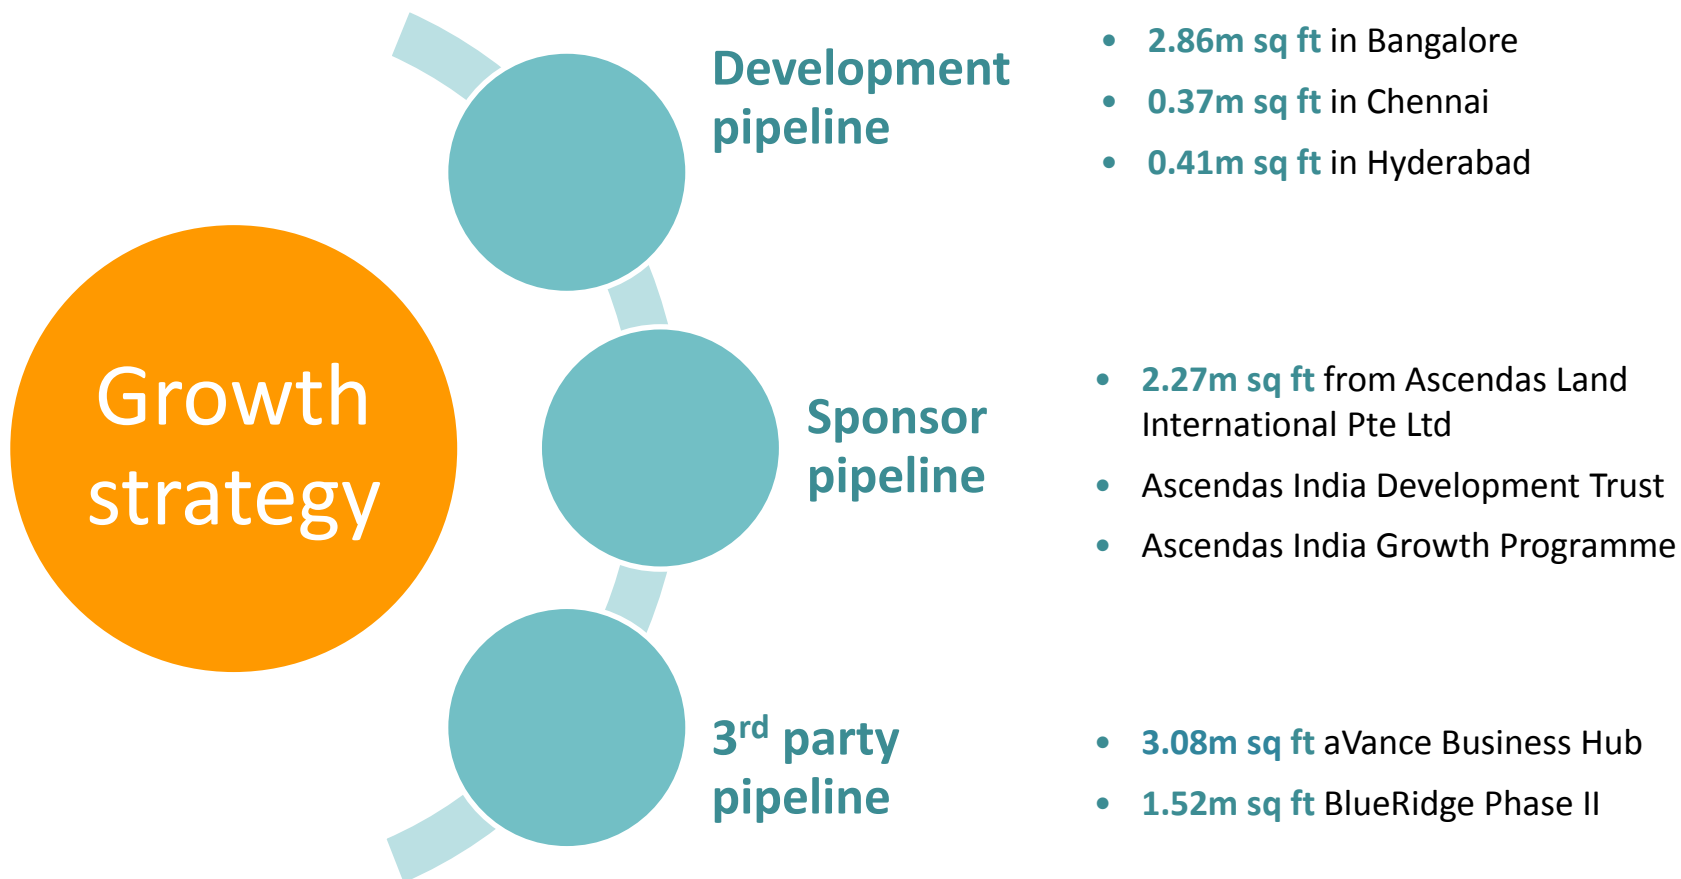 Growth
strategy
Development
pipeline
• 2.86m sq ft in Bangalore
• 0.37m sq ft in Chennai
• 0.41m sq ft in Hyderabad
Sponsor
pipeline
• 2.27m sq ft from Ascendas Land
International Pte Ltd
• Ascendas India Development Trust
• Ascendas India Growth Programme
3rd party
pipeline
• 3.08m sq ft aVance Business Hub
• 1.52m sq ft BlueRidge Phase II